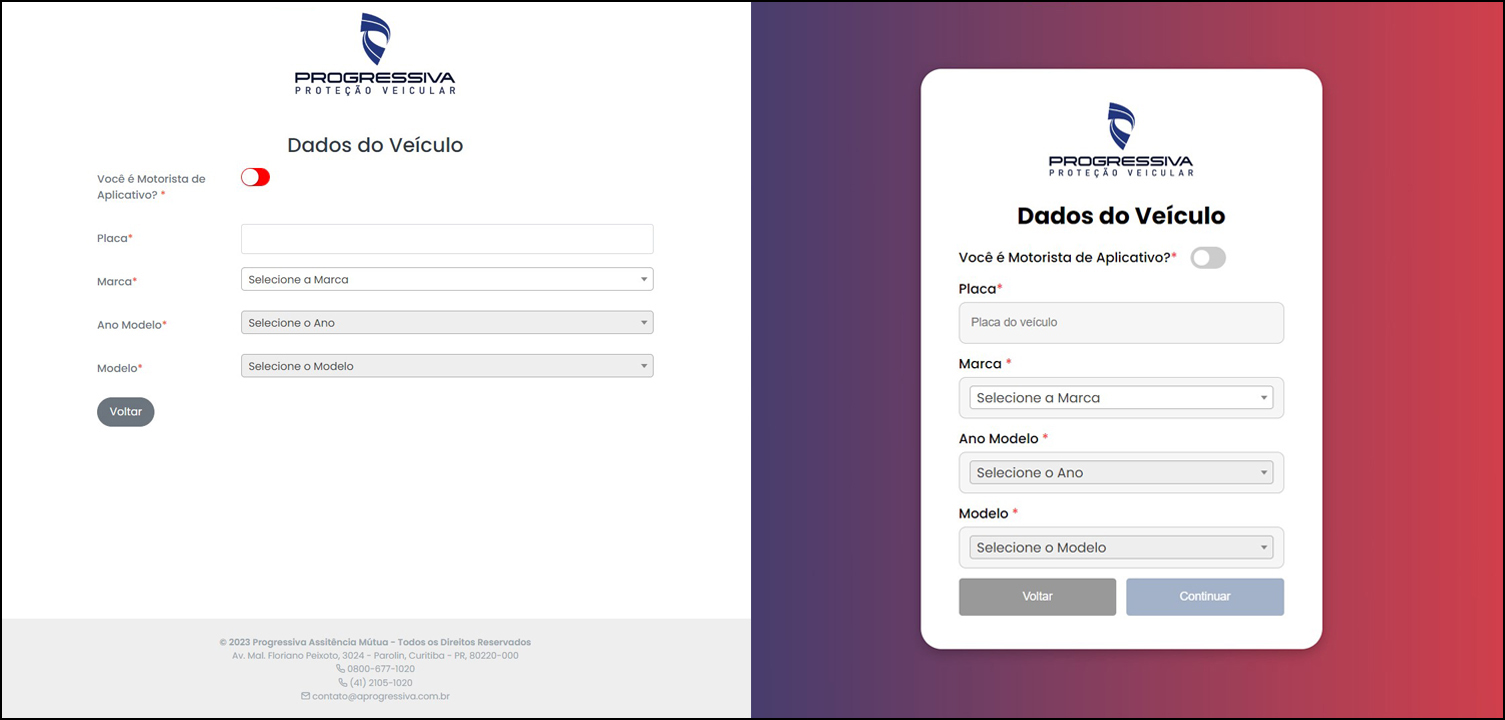 PROGRESSIVA
PROTEÇÃO VEICULAR
Dados do Veículo
Você é Motorista de
Aplicativo? *
Placa*
Marca*
Selecione a Marca
Ano Modelo*
Selecione o Ano
Modelo*
Selecione o Modelo
Voltar
© 2023 Progressiva Assitência Mútua - Todos os Direitos Reservados
Av. Mal. Floriano Peixoto, 3024 - Parolin, Curitiba - PR, 80220-000
0800-677-1020
(41) 2105-1020
contato@aprogressiva.com.br
PROGRESSIVA
PROTEÇÃO VEICULAR
Dados do Veículo
Você é Motorista de Aplicativo?*
Placa*
Placa do veículo
Marca *
Selecione a Marca
Ano Modelo *
Selecione o Ano
Modelo *
Selecione o Modelo
Voltar
Continuar